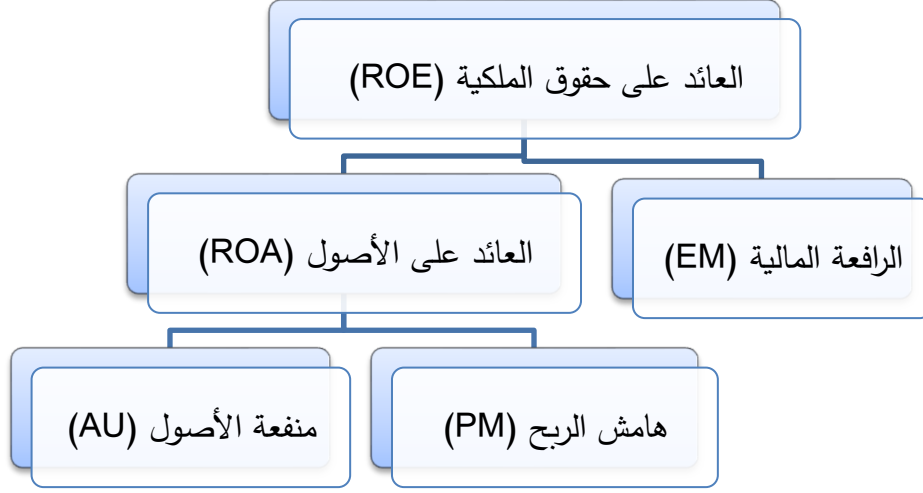 العائد على حقوق الملكية (ROE)
الرافعة المالية (EM)
العائد على الأصول (ROA)
هامش الربح (PM)
منفعة الأصول (AU)